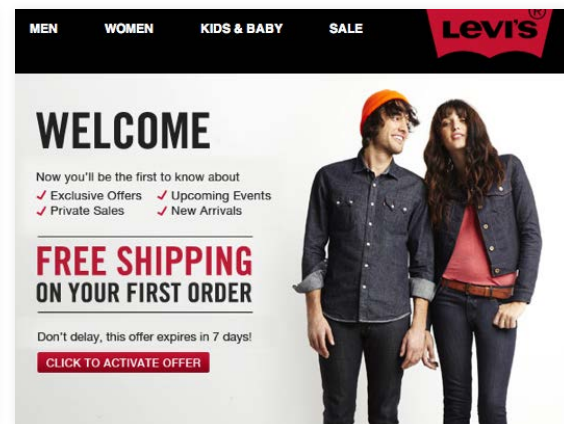 MEN WOMEN KIDS & BABY SALE
LEVI'S ®
WELCOME
Now you'll be the first to know about
✓ Exclusive Offers ✓ Upcoming Events
✓ Private Sales ✓ New Arrivals
FREE SHIPPING
ON YOUR FIRST ORDER
Don't delay, this offer expires in 7 days!
CLICK TO ACTIVATE OFFER